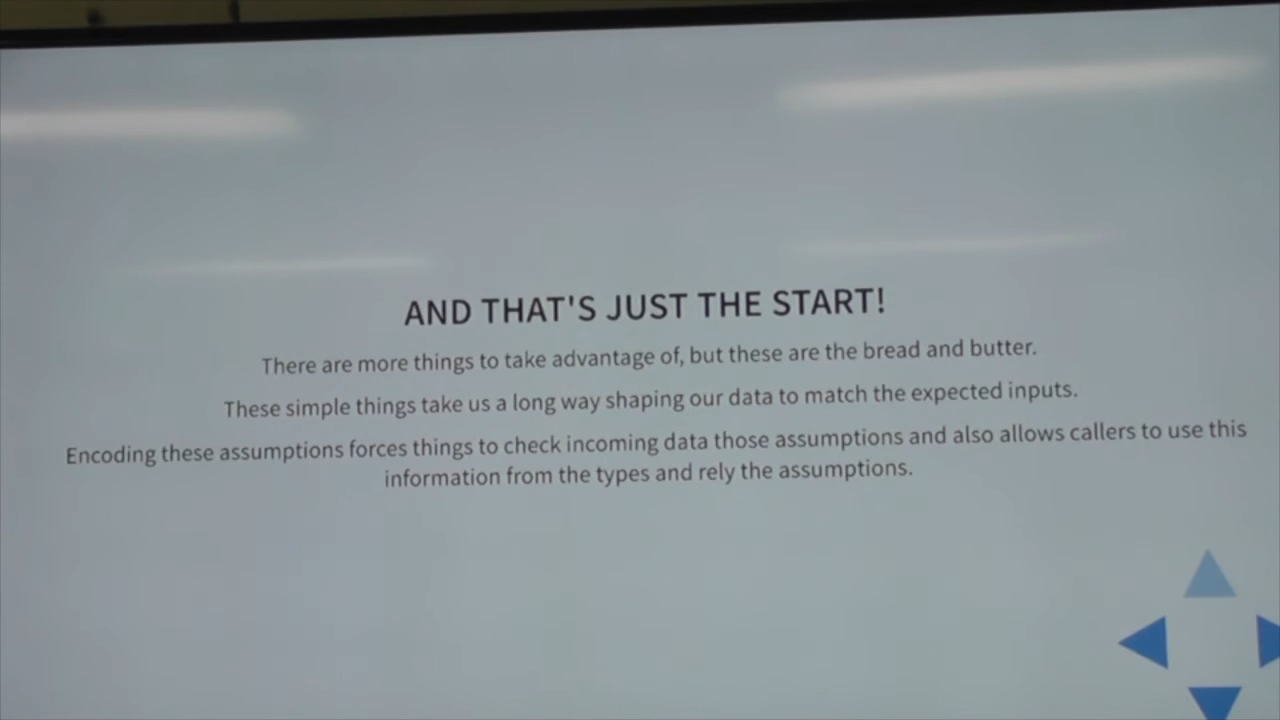 AND THAT'S JUST THE START!
There are more things to take advantage of, but these are the bread and butter.
These simple things take us a long way shaping our data to match the expected inputs.
Encoding these assumptions forces things to check incoming data those assumptions and also allows callers to use this
information from the types and rely the assumptions.